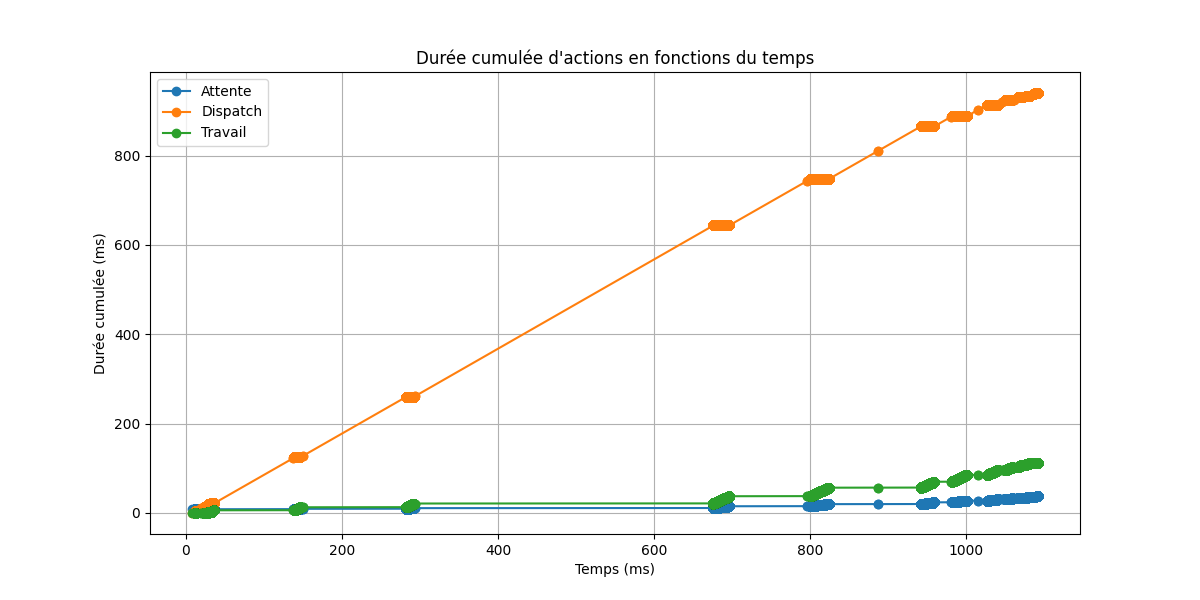 Durée cumulée d'actions en fonctions du temps
Attente
Dispatch
Travail
Durée cumulée (ms)
800
600
400
200
0
0 200 400 600 800 1000
Temps (ms)